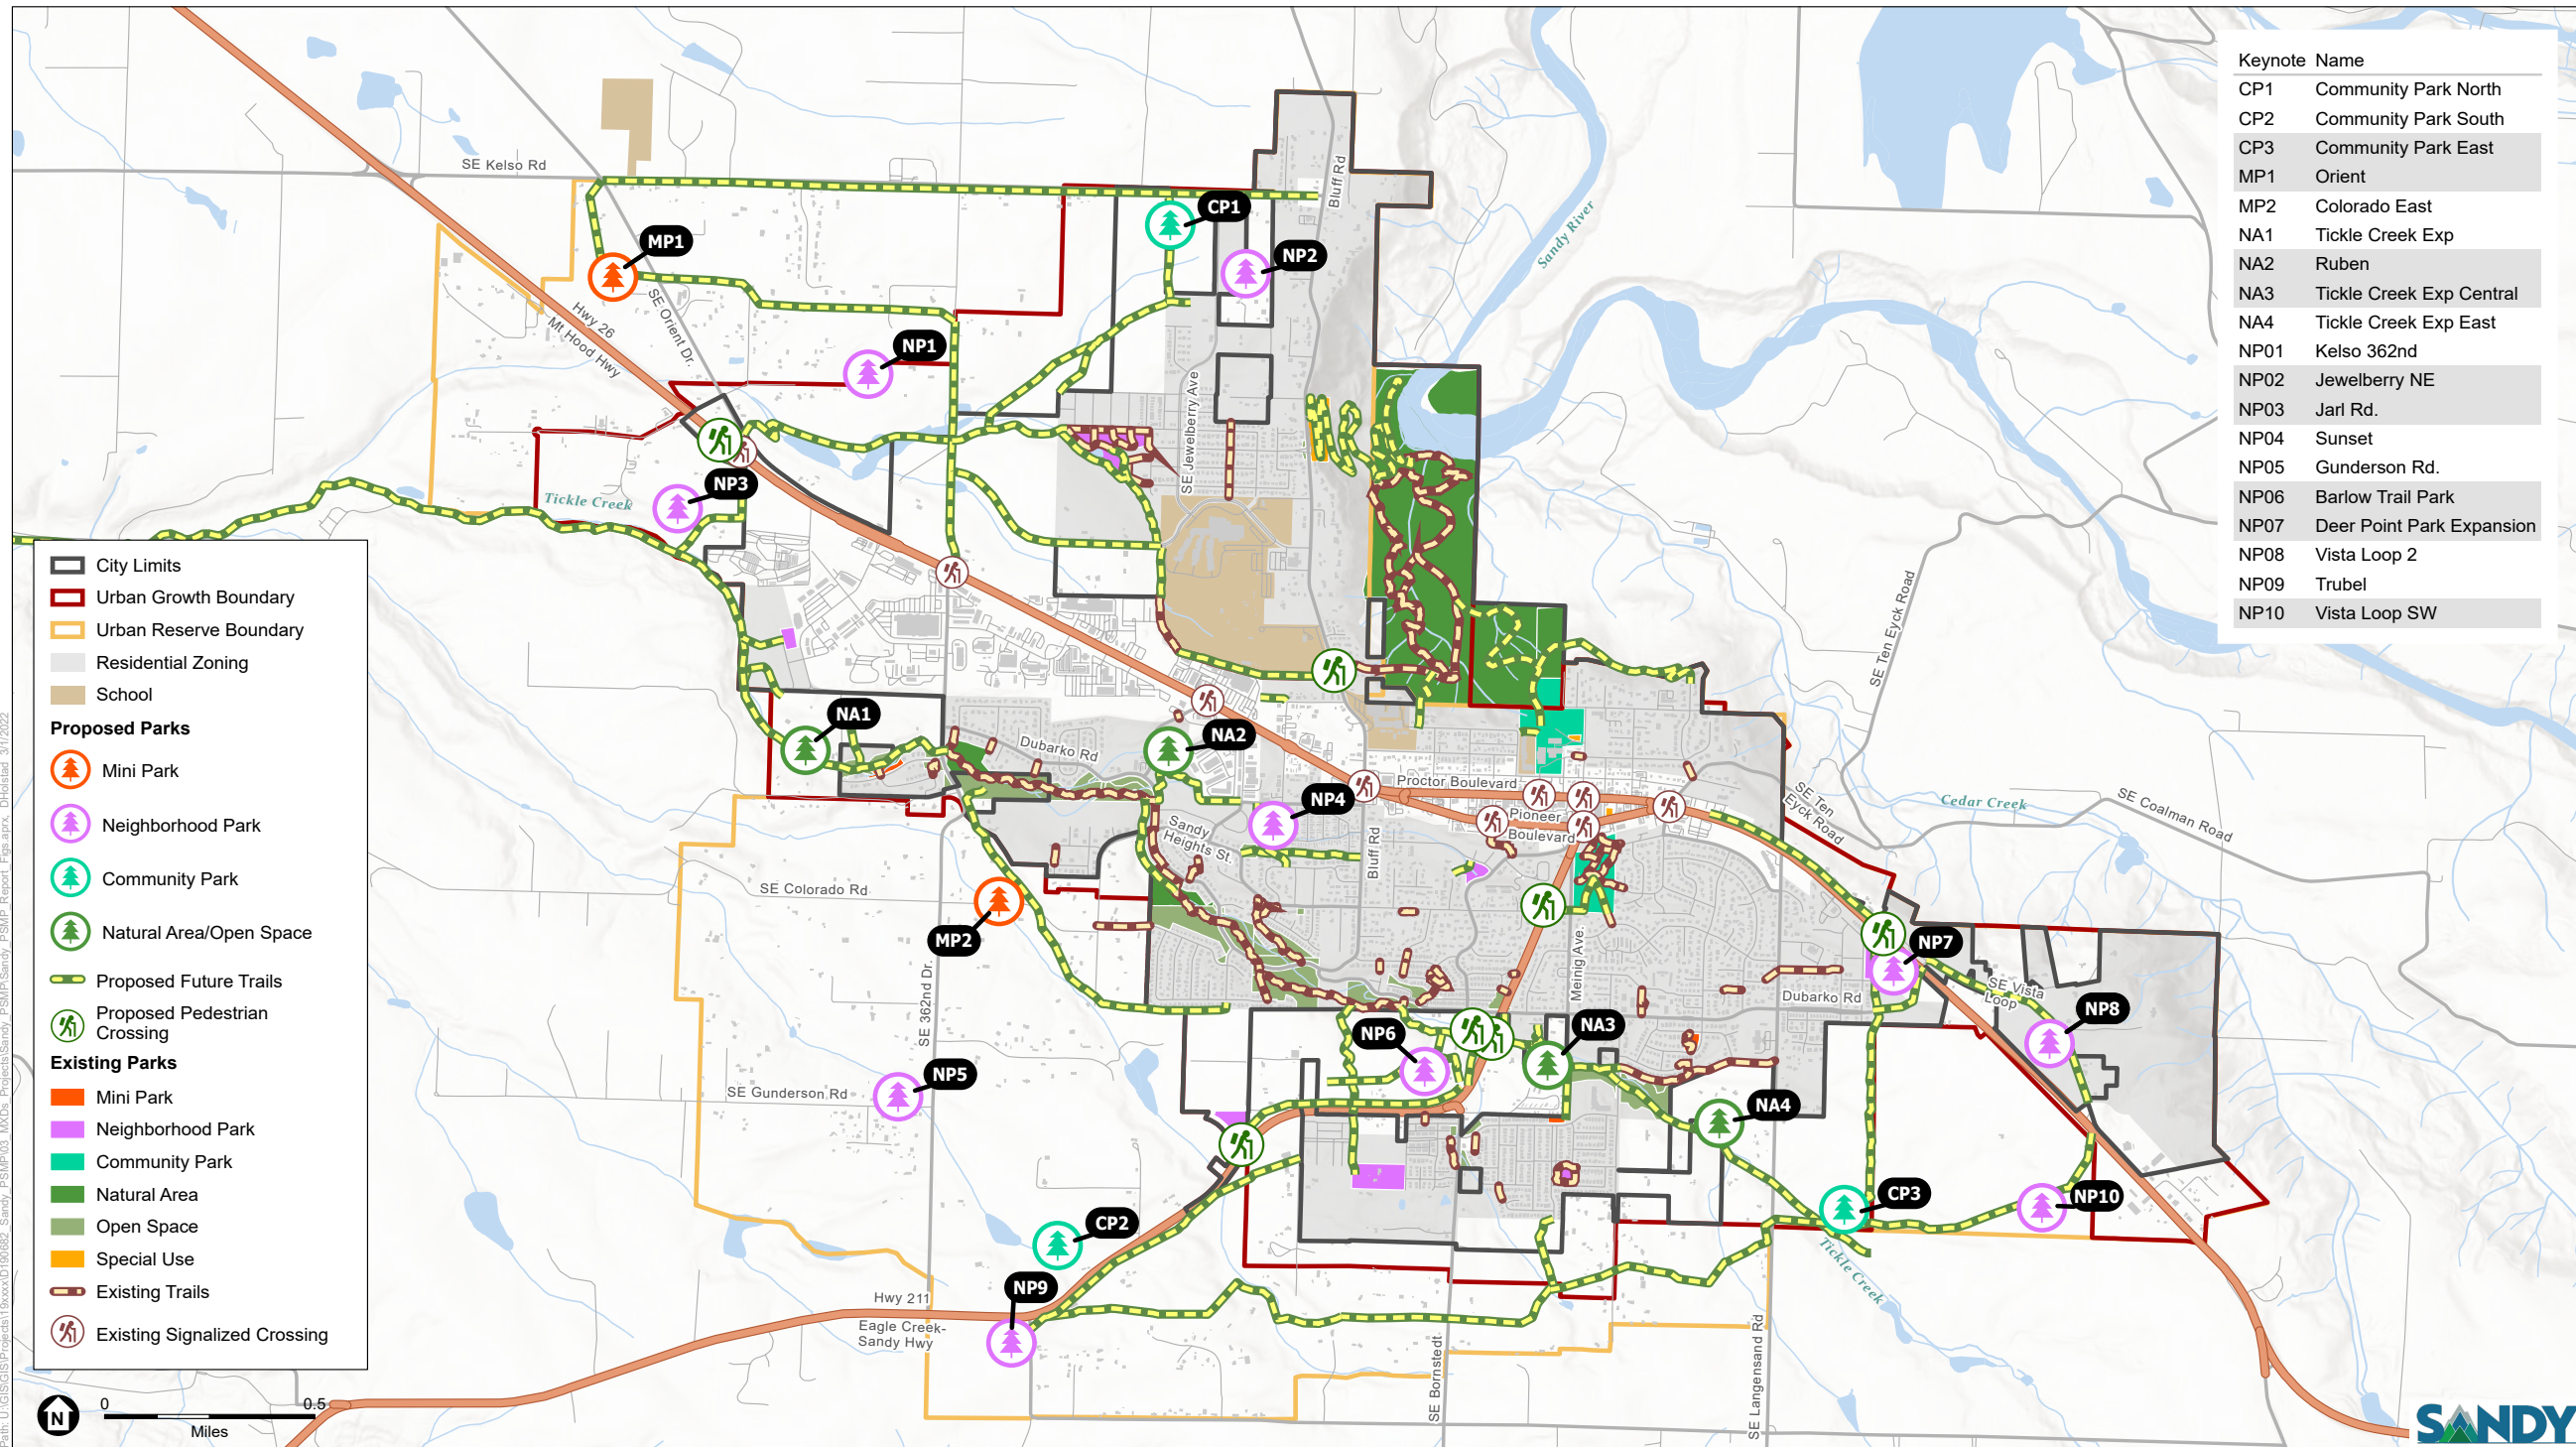 Keynote Name
CP1 Community Park North
CP2 Community Park South
CP3 Community Park East
MP1 Orient
MP2 Colorado East
NA1 Tickle Creek Exp
NA2 Ruben
NA3 Tickle Creek Exp Central
NA4 Tickle Creek Exp East
NP01 Kelso 362nd
NP02 Jewelberry NE
NP03 Jarl Rd.
NP04 Sunset
NP05 Gunderson Rd.
NP06 Barlow Trail Park
NP07 Deer Point Park Expansion
NP08 Vista Loop 2
NP09 Trubel
NP10 Vista Loop SW
SE Kelso Rd
Bluff Rd
Sandy River
CP1
MP1
NP2
SE Orient Dr.
Hwy 26
Mt Hood Hwy
NP1
SE Jewelberry Ave
NP3
Tickle Creek
SE Ten Eyck Road
NA1
NA2
Dubarko Rd
Proctor Boulevard
NP4
Pioneer
Boulevard
SE Ten
Eyck Road
Cedar Creek
SE Coalman Road
Sandy
Heights St.
Bluff Rd
SE Colorado Rd
MP2
Meinig Ave.
NP7
SE 362nd Dr.
Dubarko Rd
SE Vista
Loop
NP8
NP6
NA3
NP5
SE Gunderson Rd
NA4
CP3
NP10
CP2
Tickle Creek
NP9
Hwy 211
Eagle Creek-
Sandy Hwy
SE Bornstedt
SE Langensand Rd
City Limits
Urban Growth Boundary
Urban Reserve Boundary
Residential Zoning
School
Proposed Parks
Mini Park
Neighborhood Park
Community Park
Natural Area/Open Space
Proposed Future Trails
Proposed Pedestrian
Crossing
Existing Parks
Mini Park
Neighborhood Park
Community Park
Natural Area
Open Space
Special Use
Existing Trails
Existing Signalized Crossing
N
0 0.5
Miles
SANDY